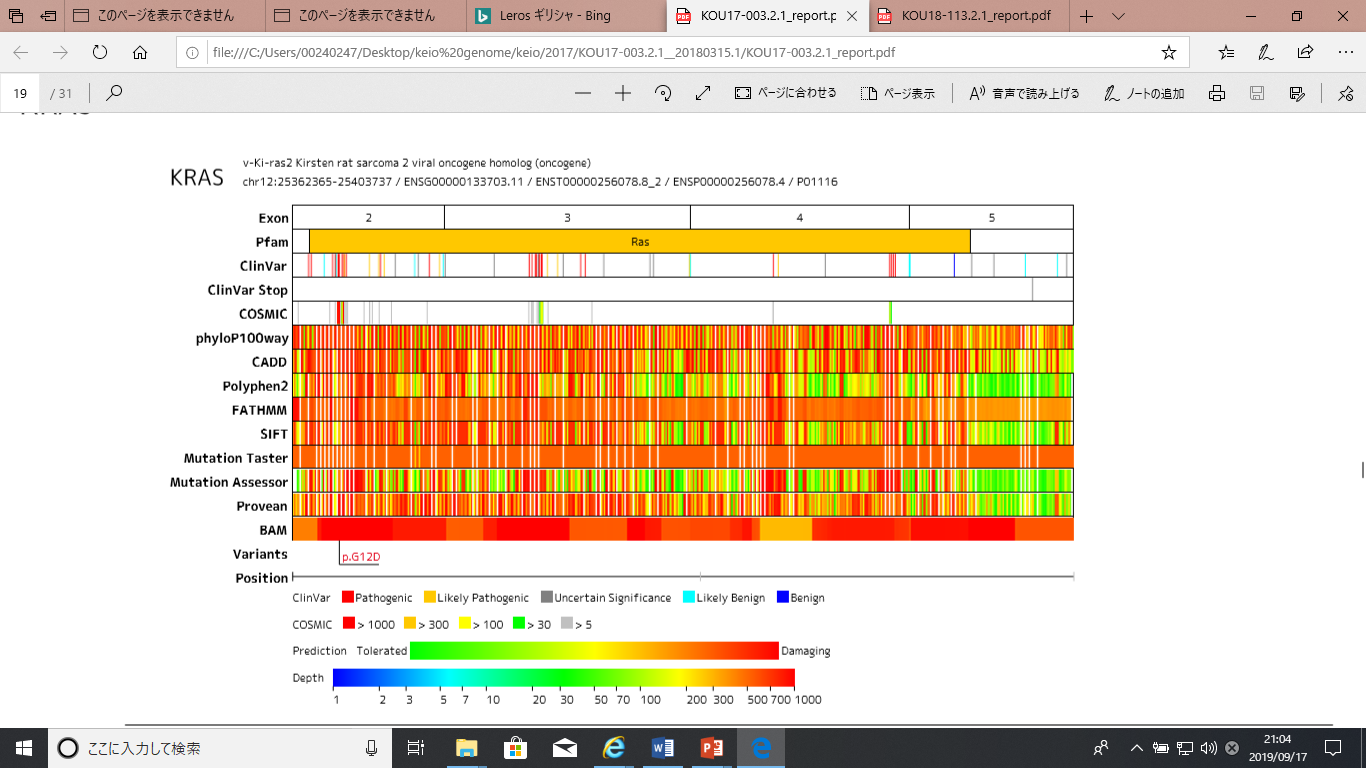 このページを表示できません
このページを表示できません
Leros ギリシャ - Bing
KOU17-003.2.1_report.p
KOU18-113.2.1_report.pdf
file:///C:/Users/00240247/Desktop/keio%20genome/keio/2017/KOU17-003.2.1__20180315.1/KOU17-003.2.1_report.pdf
19 / 31
ページに合わせる
ページ表示
音声で読み上げる
ノートの追加
KRAS
v-Ki-ras2 Kirsten rat sarcoma 2 viral oncogene homolog (oncogene)
chr12:25362365-25403737 / ENSG00000133703.11 / ENST00000256078.8_2 / ENSP00000256078.4 / P01116
Exon 2 3 4 5
Pfam Ras
ClinVar
ClinVar Stop
COSMIC
phyloP100way
CADD
Polyphen2
FATHMM
SIFT
Mutation Taster
Mutation Assessor
Provean
BAM
Variants p.G12D
Position
ClinVar Pathogenic Likely Pathogenic Uncertain Significance Likely Benign Benign
COSMIC > 1000 > 300 > 100 > 30 > 5
Prediction Tolerated Damaging
Depth
1 2 3 5 7 10 20 30 50 70 100 200 300 500 700 1000
ここに入力して検索
21:04
2019/09/17